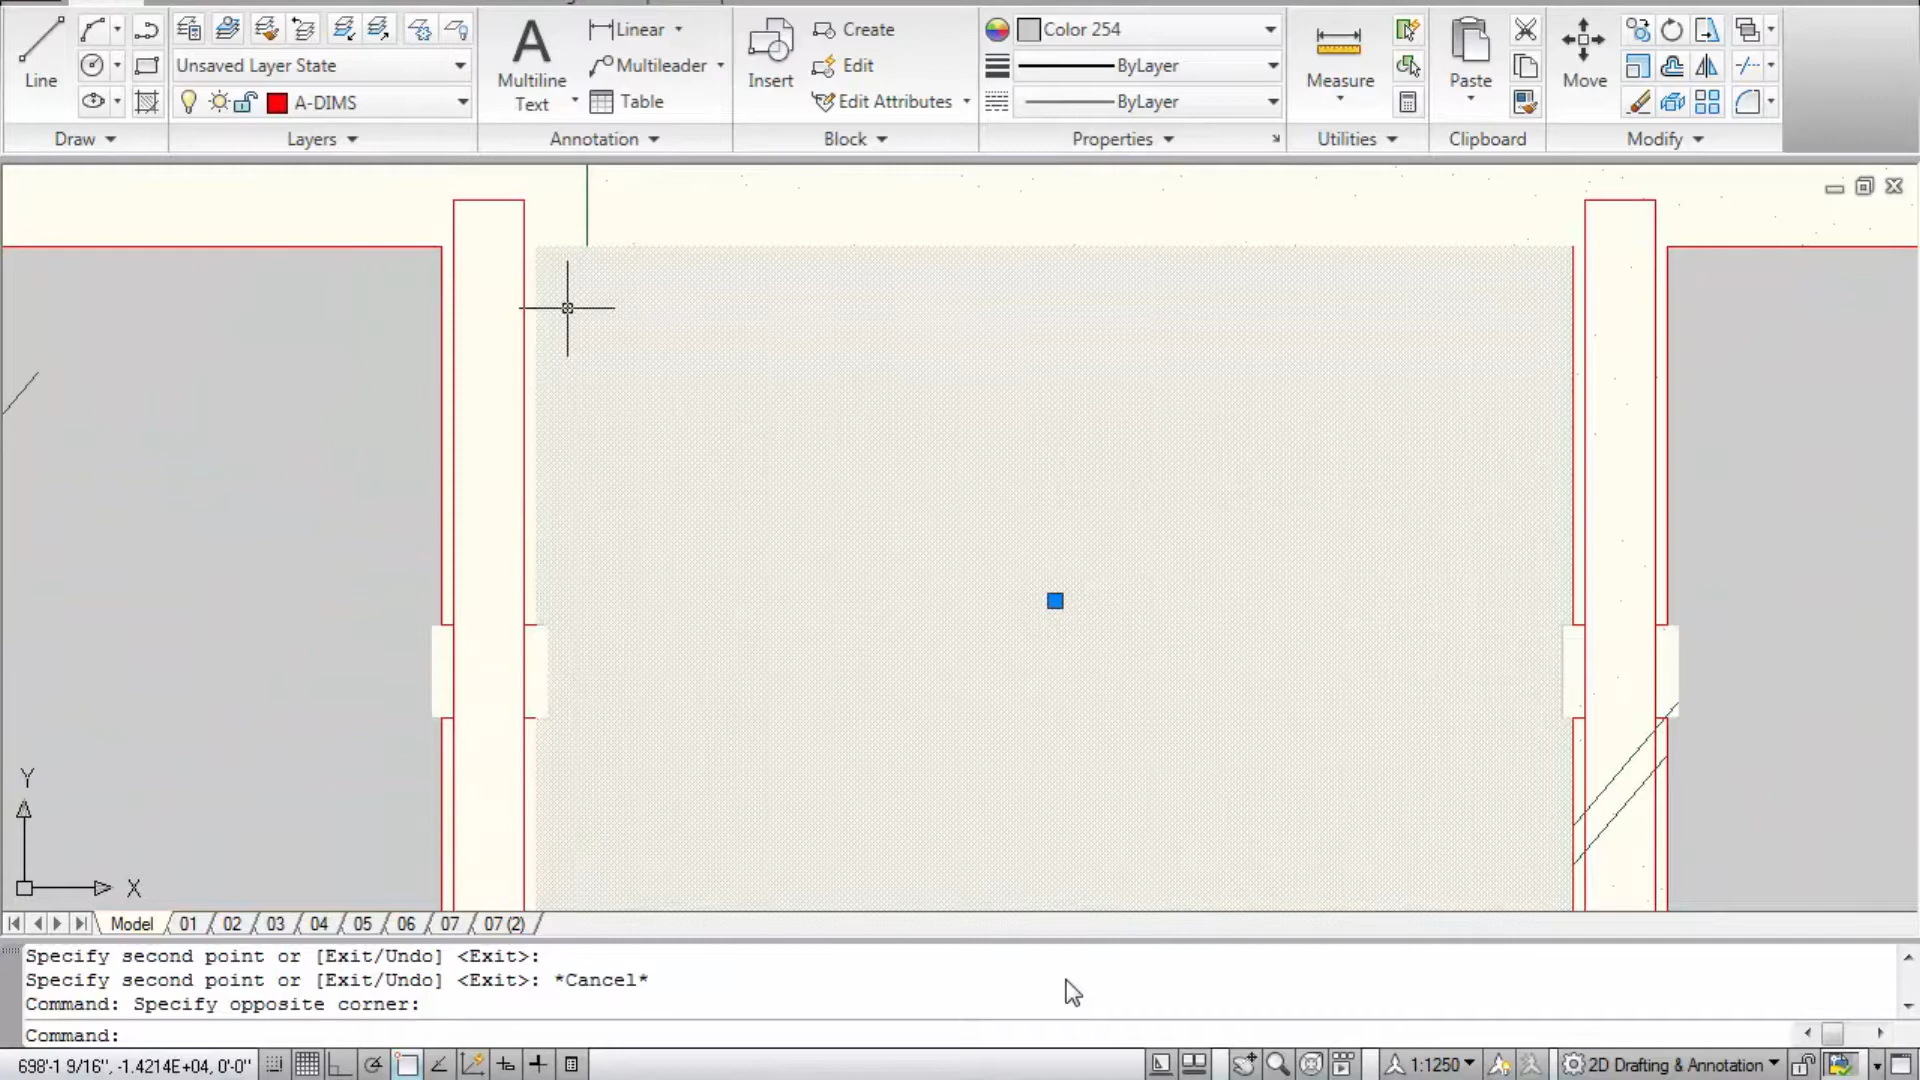 Line
Unsaved Layer State
A-DIMS
Draw
Layers
A
Multiline
Text
Linear
Multileader
Table
Annotation
Insert
Create
Edit
Edit Attributes
Block
Color 254
ByLayer
ByLayer
Properties
Measure
Utilities
Paste
Clipboard
Move
Modify
Y
X
Model 01 02 03 04 05 06 07 07 (2)
Specify second point or [Exit/Undo] <Exit>:
Specify second point or [Exit/Undo] <Exit>: *Cancel*
Command: Specify opposite corner:
Command:
698'-1 9/16", -1.4214E+04, 0'-0"
1:1250
2D Drafting & Annotation